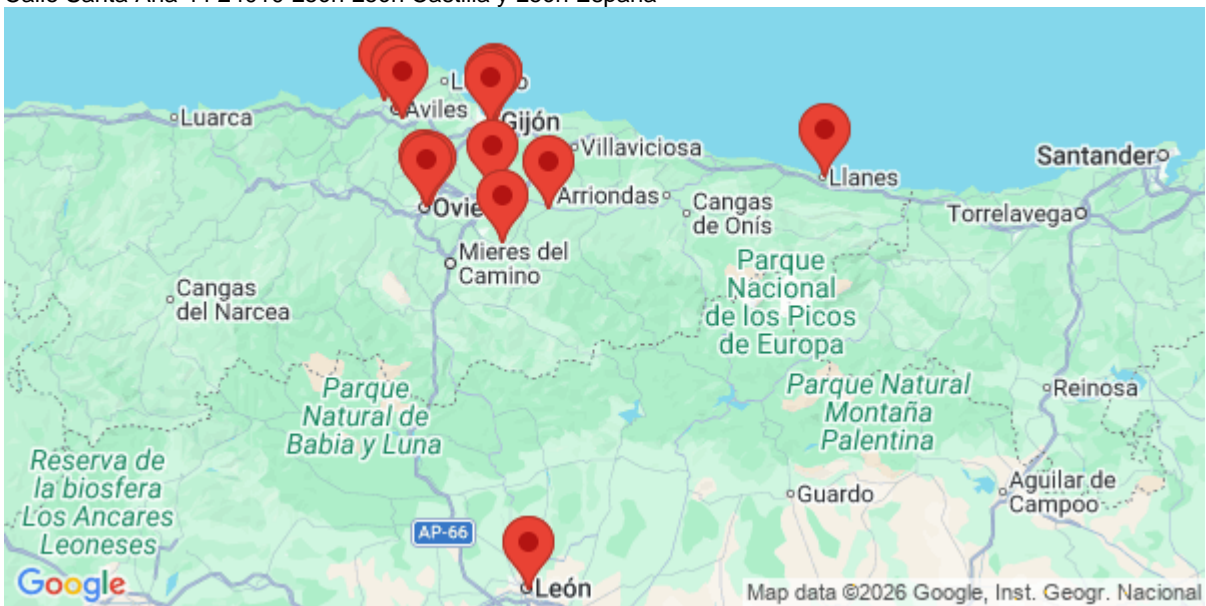 Luarca
Aviles
Gijón
Villaviciosa
Santander
Llanes
Arriondas
Cangas
de Onís
Torrelavega
Mieres del
Camino
Parque
Nacional
de los Picos
de Europa
Cangas
del Narcea
Parque
Natural de
Babia y Luna
Parque Natural
Montaña
Palentina
Reinosa
Reserva de
la biosfera
Los Ancares
Leoneses
Guardo
Aguilar de
Campoo
AP-66
León
Google
Map data ©2026 Google, Inst. Geogr. Nacional